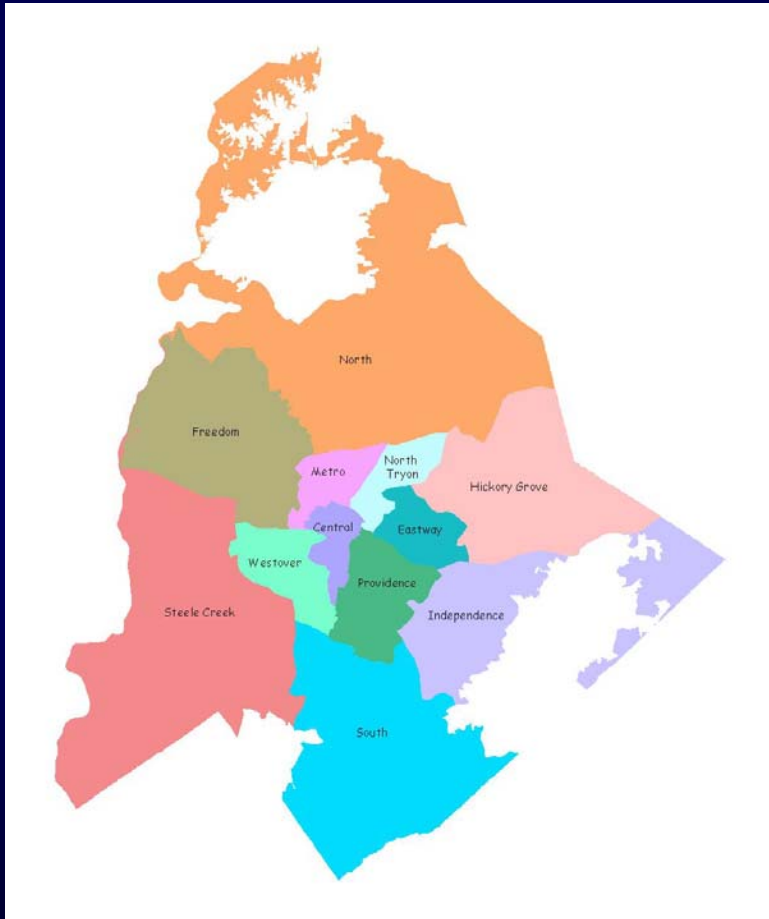 North
Freedom
Metro
North
Tryon
Hickory Grove
Central
Eastway
Westover
Providence
Steele Creek
Independence
South